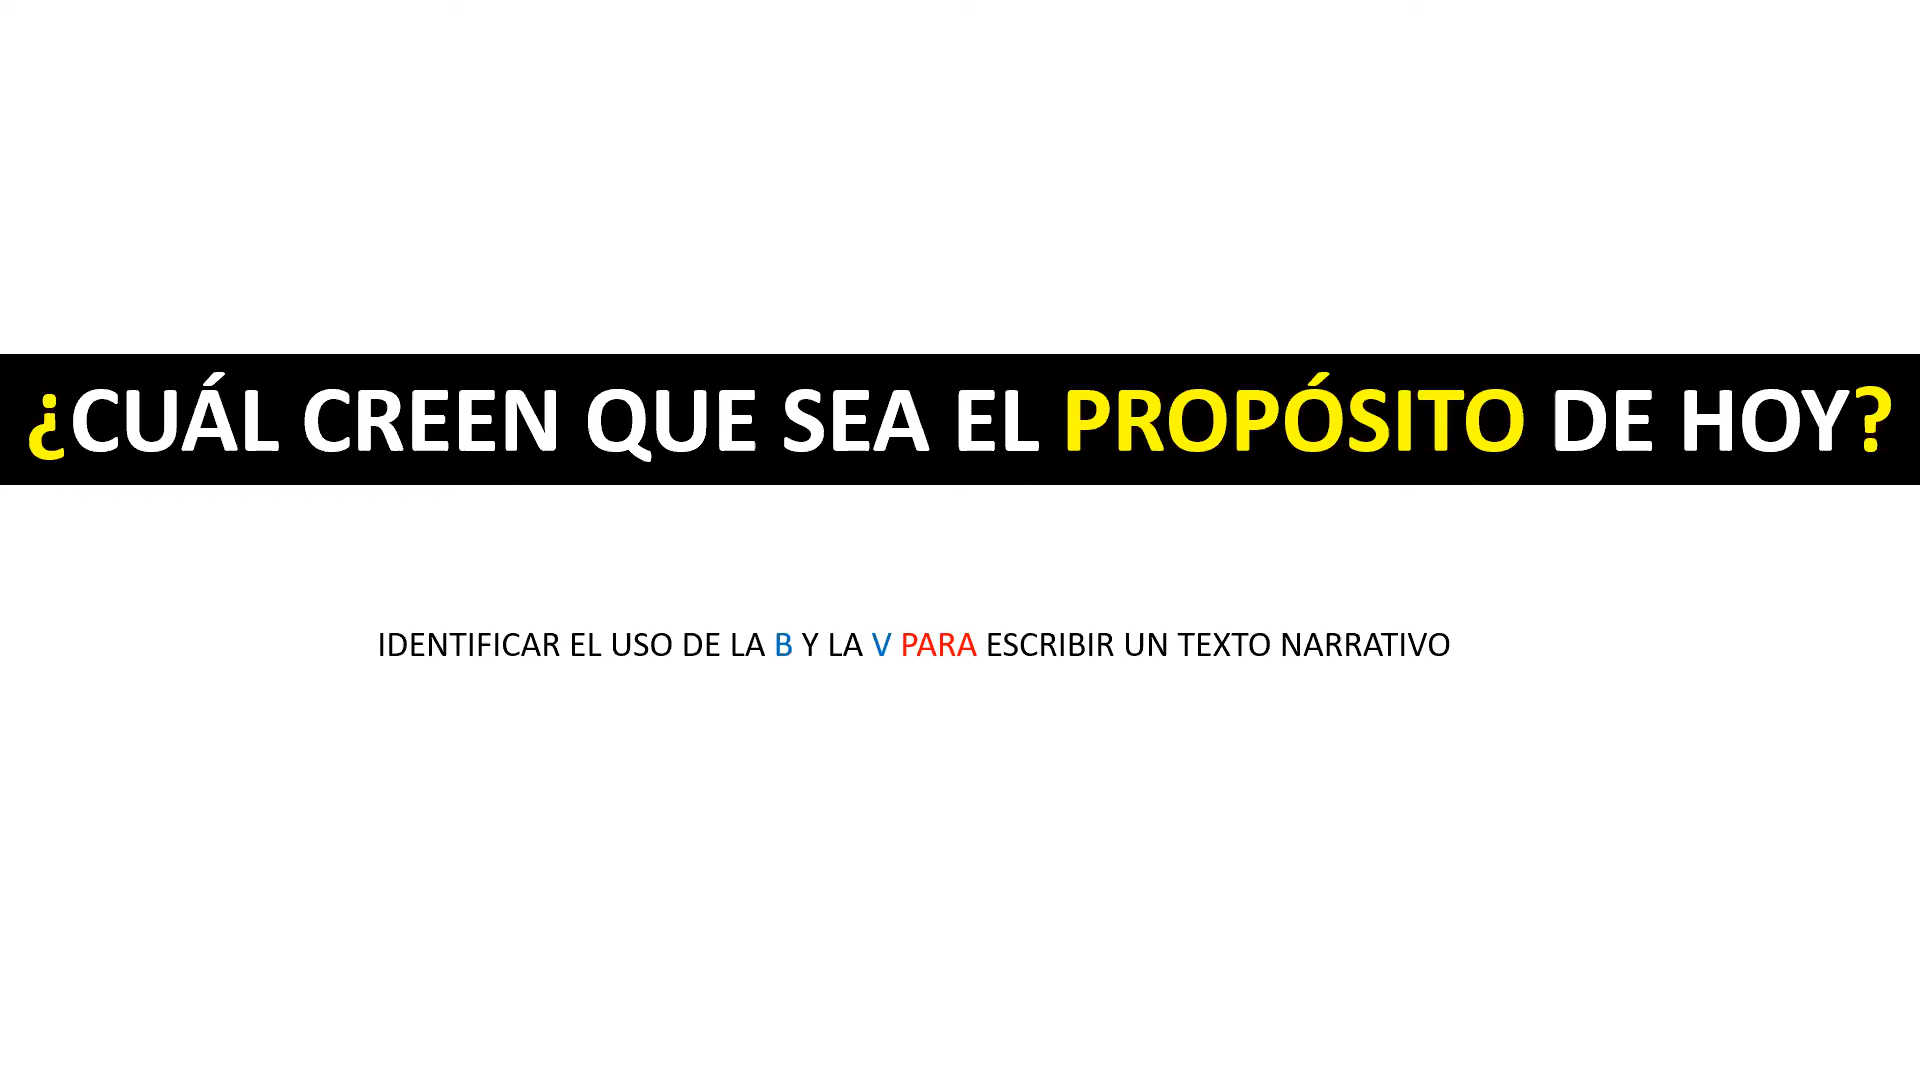 ¿CUÁL CREEN QUE SEA EL PROPÓSITO DE HOY?
IDENTIFICAR EL USO DE LA B Y LA V PARA ESCRIBIR UN TEXTO NARRATIVO